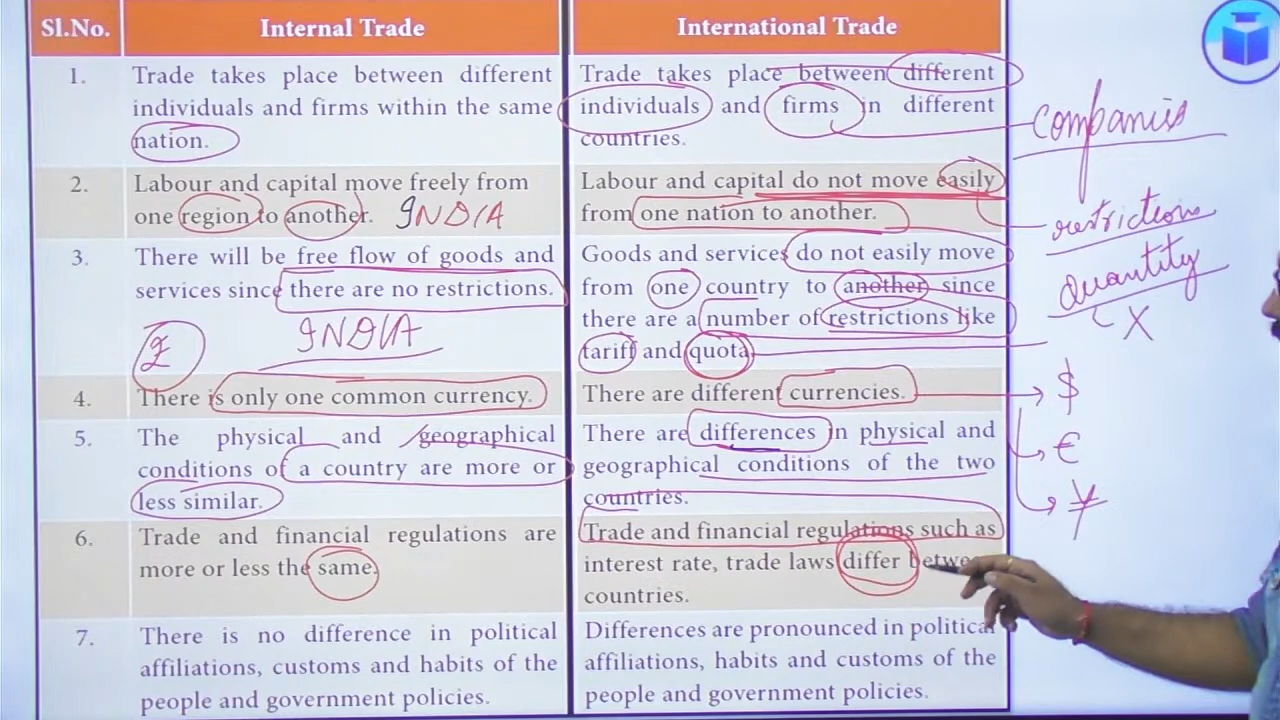 Sl.No. Internal Trade International Trade
1. Trade takes place between different
individuals and firms within the same
nation.
Trade takes place between different
individuals and firms in different
countries.
companies
2. Labour and capital move freely from
one region to another. INDIA
Labour and capital do not move easily
from one nation to another.
restrictions
3. There will be free flow of goods and
services since there are no restrictions.
INDIA
Goods and services do not easily move
from one country to another since
there are a number of restrictions like
tariff and quota
Quantity
X
4. There is only one common currency.
There are different currencies.
$
€
¥
5. The physical and geographical
conditions of a country are more or
less similar.
There are differences in physical and
geographical conditions of the two
countries.
6. Trade and financial regulations are
more or less the same.
Trade and financial regulations such as
interest rate, trade laws differ
countries.
7. There is no difference in political
affiliations, customs and habits of the
people and government policies.
Differences are pronounced in political
affiliations, habits and customs of the
people and government policies.